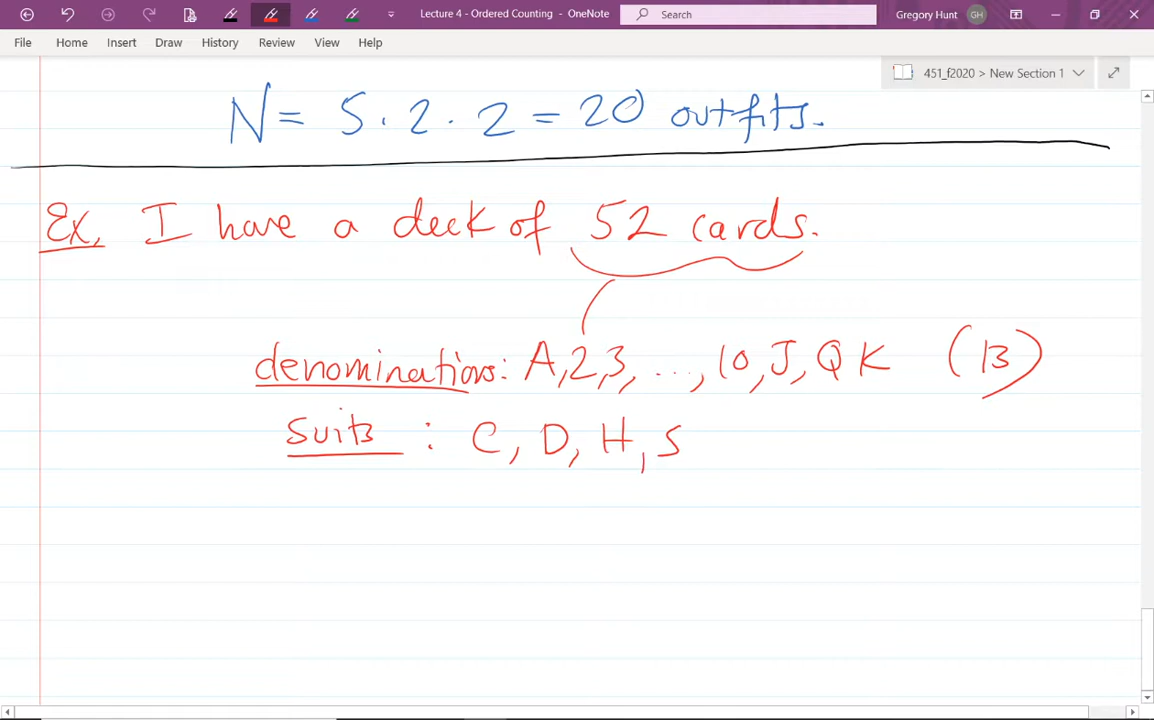 Lecture 4 - Ordered Counting - OneNote
Search
Gregory Hunt
GH
File Home Insert Draw History Review View Help
451_f2020 > New Section 1
N = 5 · 2 · 2 = 20 outfits.
Ex. I have a deck of 52 cards.
denominations: A,2,3, ..., 10,J,Q K (13)
suits : C, D, H, S